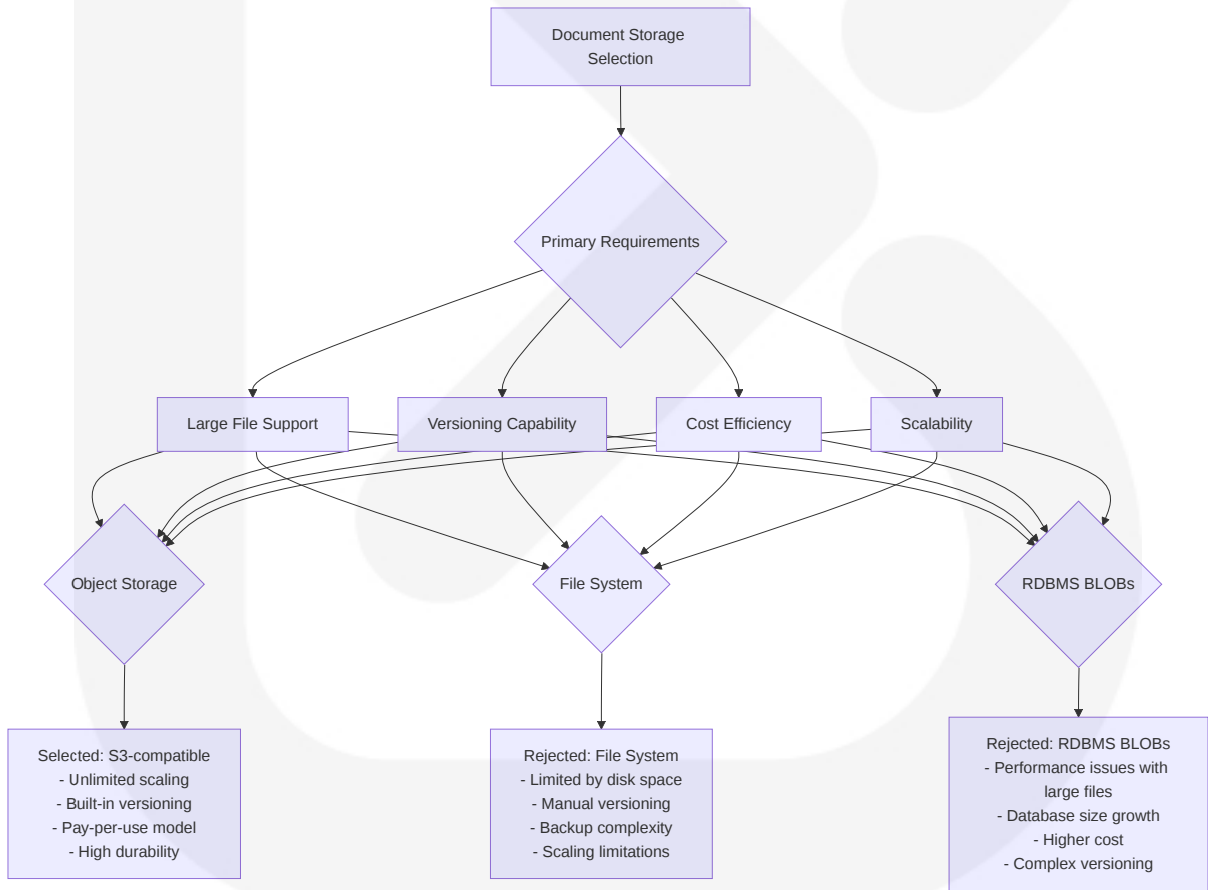 Document Storage
Selection
Primary Requirements
Large File Support
Versioning Capability
Cost Efficiency
Scalability
Object Storage
File System
RDBMS BLOBs
Selected: S3-compatible
- Unlimited scaling
- Built-in versioning
- Pay-per-use model
- High durability
Rejected: File System
- Limited by disk space
- Manual versioning
- Backup complexity
- Scaling limitations
Rejected: RDBMS BLOBs
- Performance issues with
large files
- Database size growth
- Higher cost
- Complex versioning